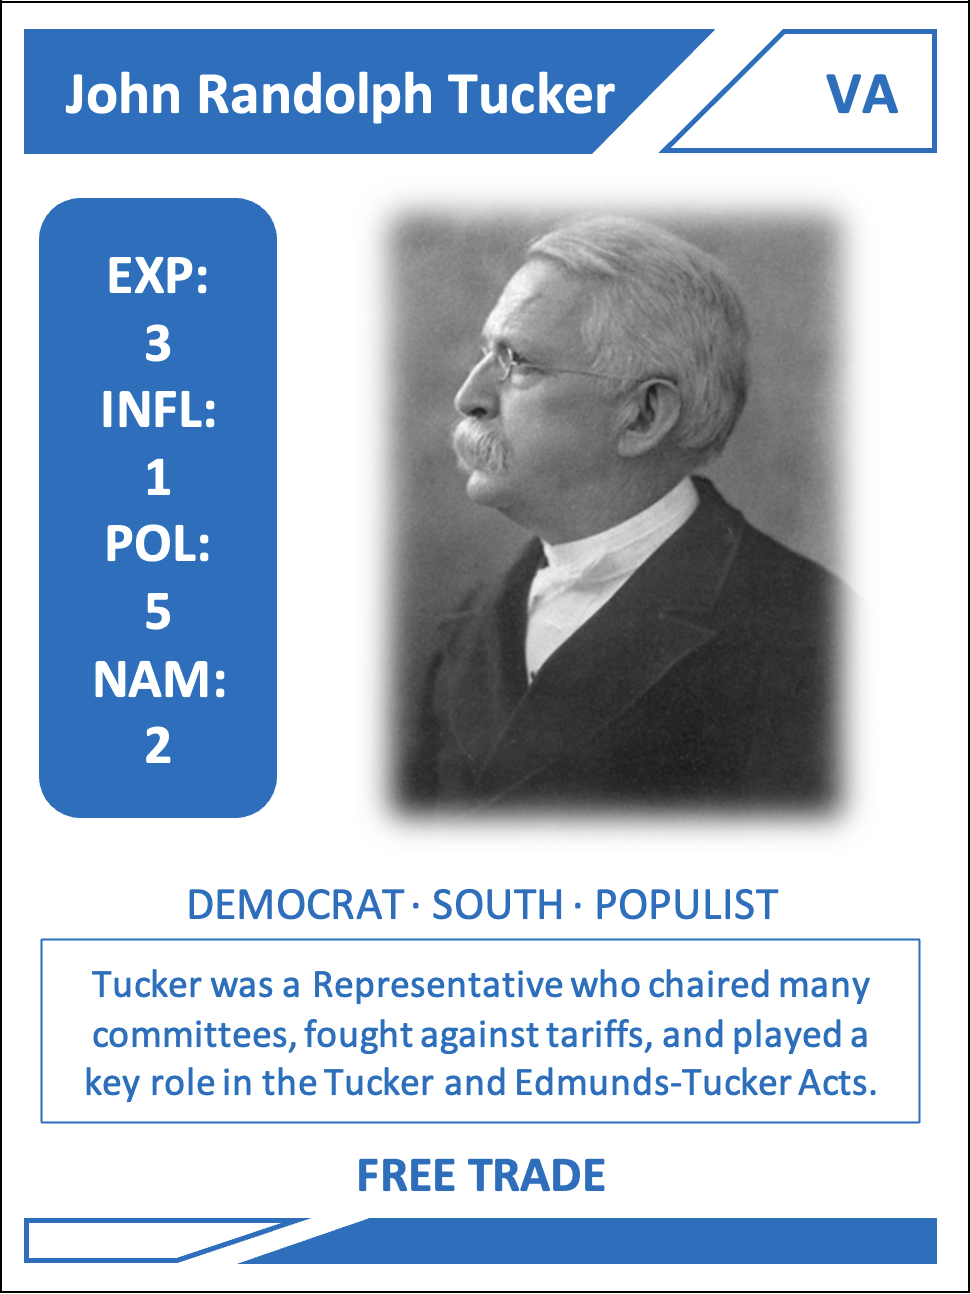 John Randolph Tucker
VA
EXP:
3
INFL:
1
POL:
5
NAM:
2
DEMOCRAT · SOUTH · POPULIST
Tucker was a Representative who chaired many
committees, fought against tariffs, and played a
key role in the Tucker and Edmunds-Tucker Acts.
FREE TRADE